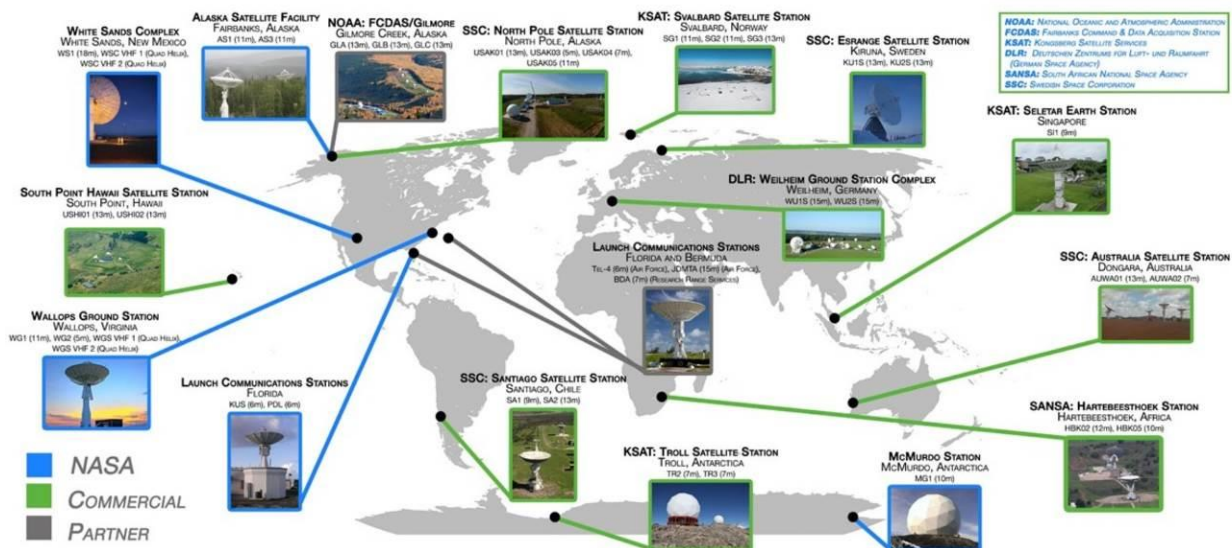 White Sands Complex
White Sands, New Mexico
WS1 (18m), WSC VHF 1 (Quad Helix),
WSC VHF 2 (Quad Helix)
Alaska Satellite Facility
Fairbanks, Alaska
AS1 (11m), AS3 (11m)
NOAA: FCDAS/Gilmore
Gilmore Creek, Alaska
GLA (13m), GLB (13m), GLC (13m)
SSC: North Pole Satellite Station
North Pole, Alaska
USAK01 (13m), USAK03 (5m), USAK04 (7m),
USAK05 (11m)
KSAT: Svalbard Satellite Station
Svalbard, Norway
SG1 (11m), SG2 (11m), SG3 (13m)
SSC: Esrange Satellite Station
Kiruna, Sweden
KU1S (13m), KU2S (13m)
NOAA: National Oceanic and Atmospheric Administration
FCDAS: Fairbanks Command & Data Acquisition Station
KSAT: Kongsberg Satellite Services
DLR: Deutschen Zentrums für Luft- und Raumfahrt
(German Space Agency)
SANSA: South African National Space Agency
SSC: Swedish Space Corporation
KSAT: Seletar Earth Station
Singapore
SI1 (9m)
South Point Hawaii Satellite Station
South Point, Hawaii
USHI01 (13m), USHI02 (13m)
DLR: Weilheim Ground Station Complex
Weilheim, Germany
WU1S (15m), WU2S (15m)
Launch Communications Stations
Florida and Bermuda
Tel-4 (6m) (Air Force), JDMTA (15m) (Air Force),
BDA (7m) (Research Range Services)
SSC: Australia Satellite Station
Dongara, Australia
AUWA01 (13m), AUWA02 (7m)
Wallops Ground Station
Wallops, Virginia
WG1 (11m), WG2 (5m), WGS VHF 1 (Quad Helix),
WGS VHF 2 (Quad Helix)
Launch Communications Stations
Florida
KUS (6m), PDL (6m)
SSC: Santiago Satellite Station
Santiago, Chile
SA1 (9m), SA2 (13m)
SANSA: Hartebeesthoek Station
Hartebeesthoek, Africa
HBK02 (12m), HBK05 (10m)
KSAT: Troll Satellite Station
Troll, Antarctica
TR2 (7m), TR3 (7m)
McMurdo Station
McMurdo, Antarctica
MG1 (10m)
NASA
Commercial
Partner